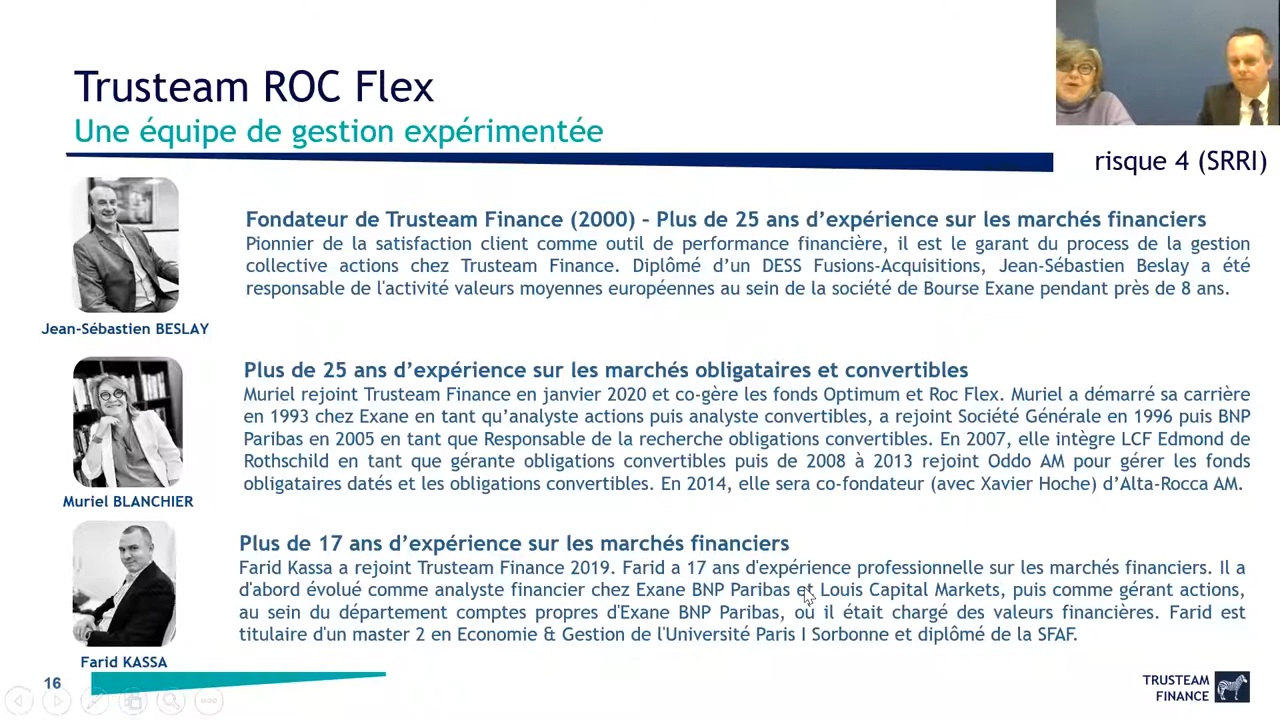 Trusteam ROC Flex
Une équipe de gestion expérimentée
risque 4 (SRRI)
Fondateur de Trusteam Finance (2000) – Plus de 25 ans d’expérience sur les marchés financiers
Pionnier de la satisfaction client comme outil de performance financière, il est le garant du process de la gestion
collective actions chez Trusteam Finance. Diplômé d’un DESS Fusions-Acquisitions, Jean-Sébastien Beslay a été
responsable de l'activité valeurs moyennes européennes au sein de la société de Bourse Exane pendant près de 8 ans.
Jean-Sébastien BESLAY
Plus de 25 ans d’expérience sur les marchés obligataires et convertibles
Muriel rejoint Trusteam Finance en janvier 2020 et co-gère les fonds Optimum et Roc Flex. Muriel a démarré sa carrière
en 1993 chez Exane en tant qu’analyste actions puis analyste convertibles, a rejoint Société Générale en 1996 puis BNP
Paribas en 2005 en tant que Responsable de la recherche obligations convertibles. En 2007, elle intègre LCF Edmond de
Rothschild en tant que gérante obligations convertibles puis de 2008 à 2013 rejoint Oddo AM pour gérer les fonds
obligataires datés et les obligations convertibles. En 2014, elle sera co-fondateur (avec Xavier Hoche) d’Alta-Rocca AM.
Muriel BLANCHIER
Plus de 17 ans d’expérience sur les marchés financiers
Farid Kassa a rejoint Trusteam Finance 2019. Farid a 17 ans d'expérience professionnelle sur les marchés financiers. Il a
d'abord évolué comme analyste financier chez Exane BNP Paribas et Louis Capital Markets, puis comme gérant actions,
au sein du département comptes propres d'Exane BNP Paribas, où il était chargé des valeurs financières. Farid est
titulaire d'un master 2 en Economie & Gestion de l'Université Paris I Sorbonne et diplômé de la SFAF.
Farid KASSA
16
TRUSTEAM
FINANCE